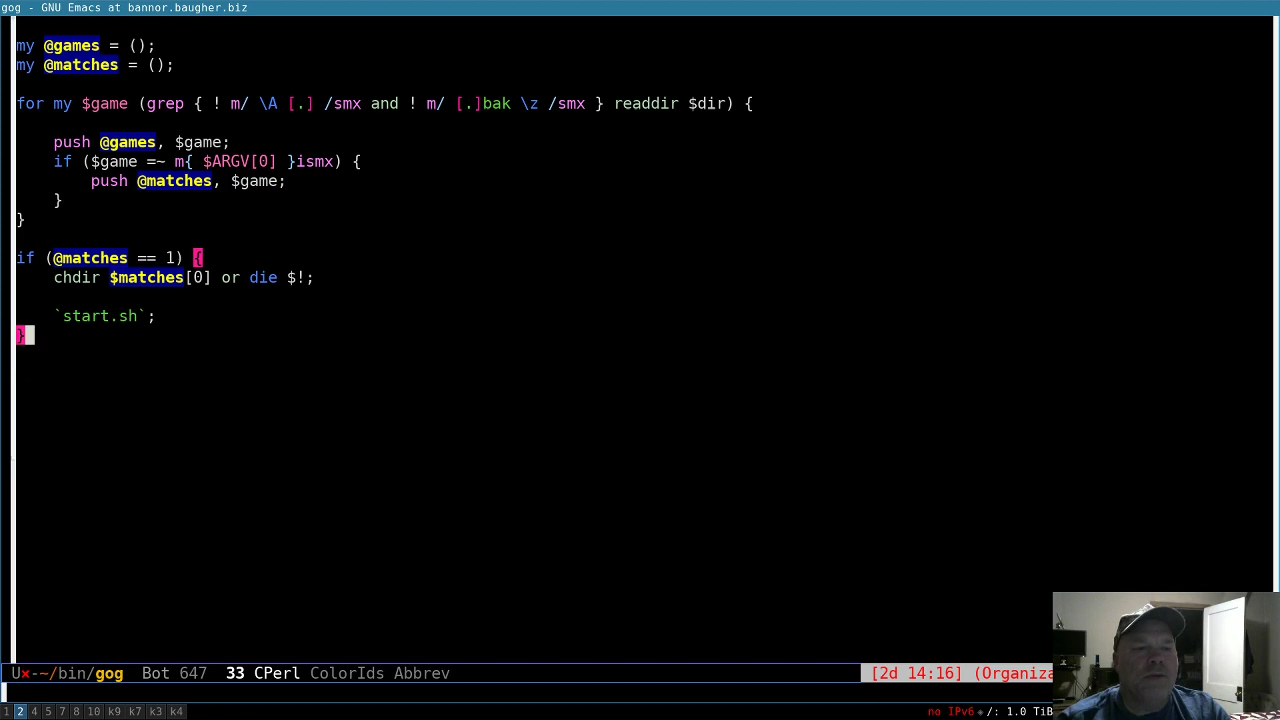 gog - GNU Emacs at bannor.baugher.biz
my @games = ();
my @matches = ();
for my $game (grep { ! m/ \A [.] /smx and ! m/ [.]bak \z /smx } readdir $dir) {
push @games, $game;
if ($game =~ m{ $ARGV[0] }ismx) {
push @matches, $game;
}
}
if (@matches == 1) {
chdir $matches[0] or die $!;
`start.sh`;
}
U×--~/bin/gog Bot 647 33 CPerl ColorIds Abbrev [2d 14:16] (Organiza
1 2 4 5 7 8 10 k9 k7 k3 k4 no IPv6 /: 1.0 TiB